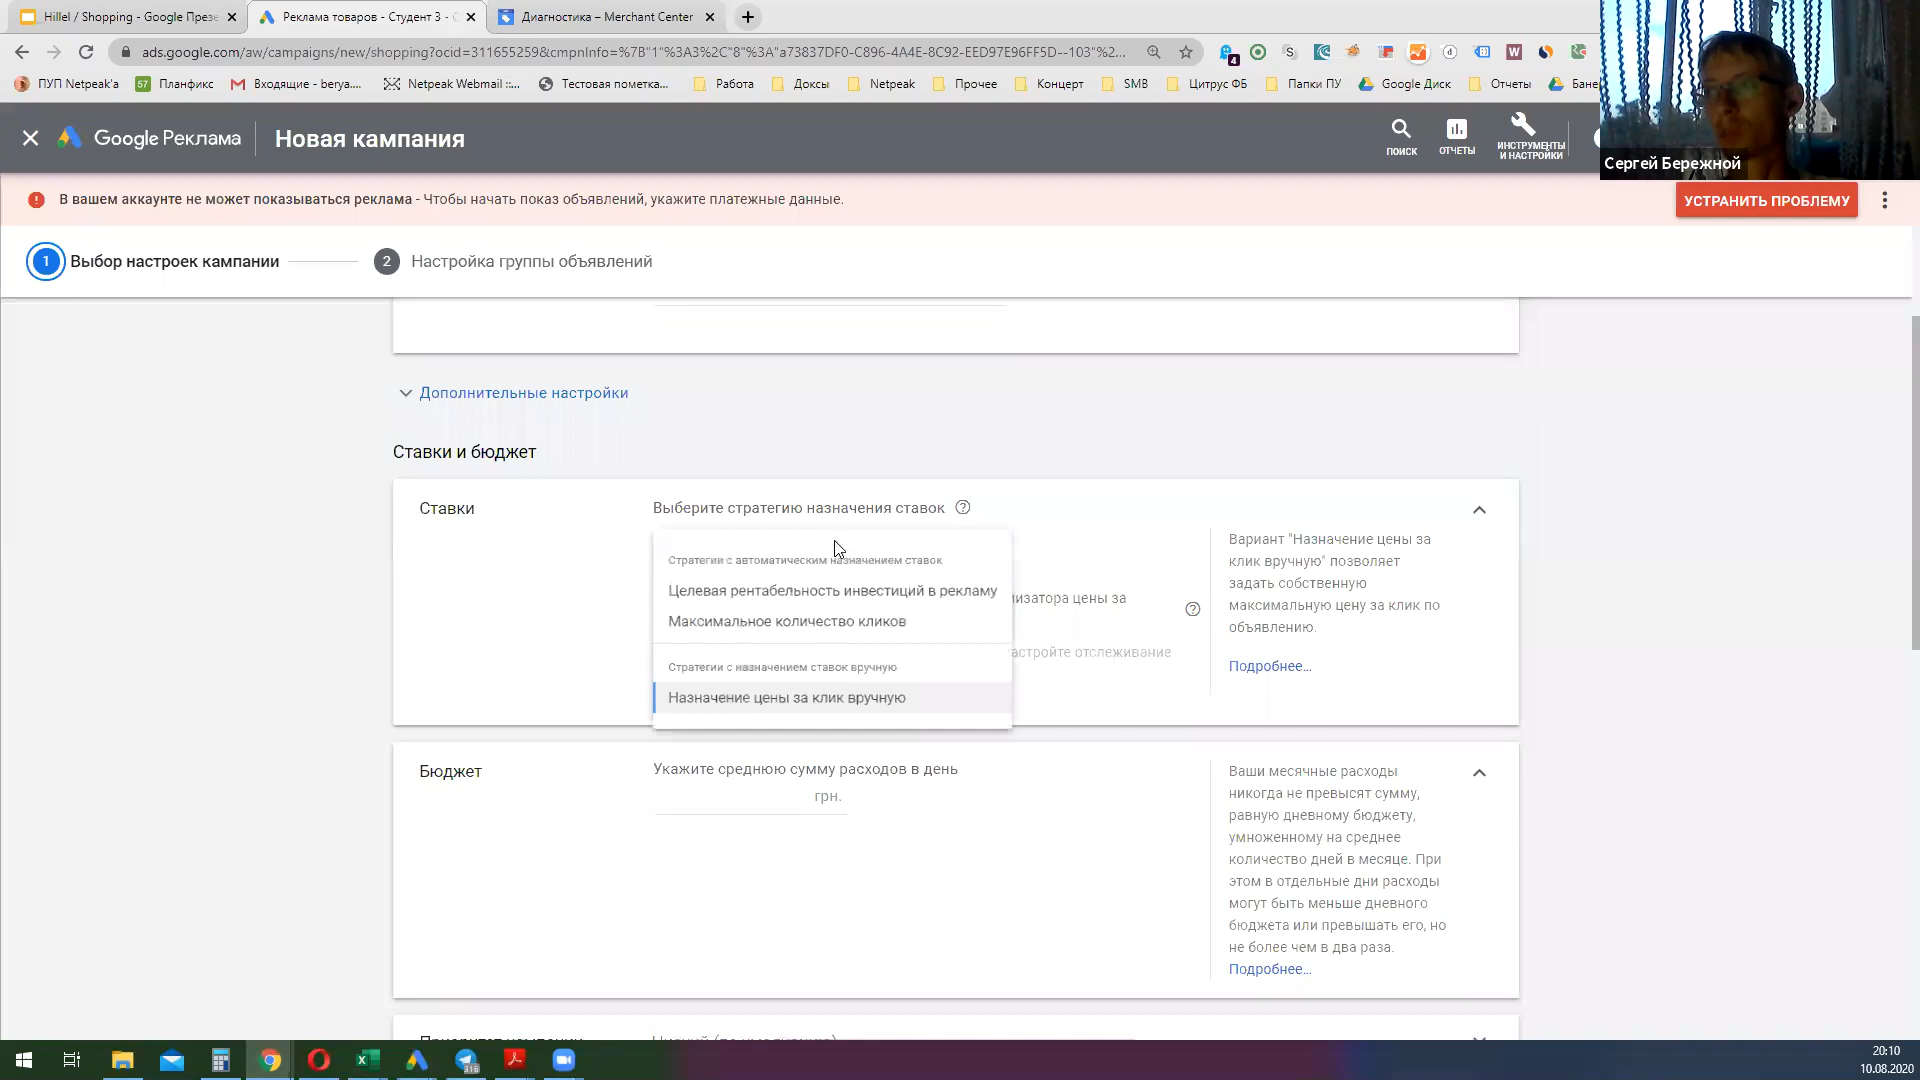 Hillel / Shopping - Google През
Реклама товаров - Студент 3 -
Диагностика – Merchant Center
ads.google.com/aw/campaigns/new/shopping?ocid=311655259&cmpnInfo=%7B"1"%3A3%2C"8"%3A"a73837DF0-C896-4A4E-8C92-EED97E96FF5D--103"%2...
4
ПУП Netpeak'а
57 Планфикс
Входящие - berya...
Netpeak Webmail ::...
Тестовая пометка...
Работа
Доксы
Netpeak
Прочее
Концерт
SMB
Цитрус ФБ
Папки ПУ
Google Диск
Отчеты
Google Реклама
Новая кампания
ПОИСК
ОТЧЕТЫ
ИНСТРУМЕНТЫ
И НАСТРОЙКИ
Сергей Бережной
В вашем аккаунте не может показываться реклама - Чтобы начать показ объявлений, укажите платежные данные.
УСТРАНИТЬ ПРОБЛЕМУ
1 Выбор настроек кампании
2 Настройка группы объявлений
Дополнительные настройки
Ставки и бюджет
Ставки
Выберите стратегию назначения ставок
Стратегии с автоматическим назначением ставок
Целевая рентабельность инвестиций в рекламу
Максимальное количество кликов
Стратегии с назначением ставок вручную
Назначение цены за клик вручную
изатора цены за
астройте отслеживание
Вариант "Назначение цены за
клик вручную" позволяет
задать собственную
максимальную цену за клик по
объявлению.
Подробнее...
Бюджет
Укажите среднюю сумму расходов в день
грн.
Ваши месячные расходы
никогда не превысят сумму,
равную дневному бюджету,
умноженному на среднее
количество дней в месяце. При
этом в отдельные дни расходы
могут быть меньше дневного
бюджета или превышать его, но
не более чем в два раза.
Подробнее...
316
20:10
10.08.2020